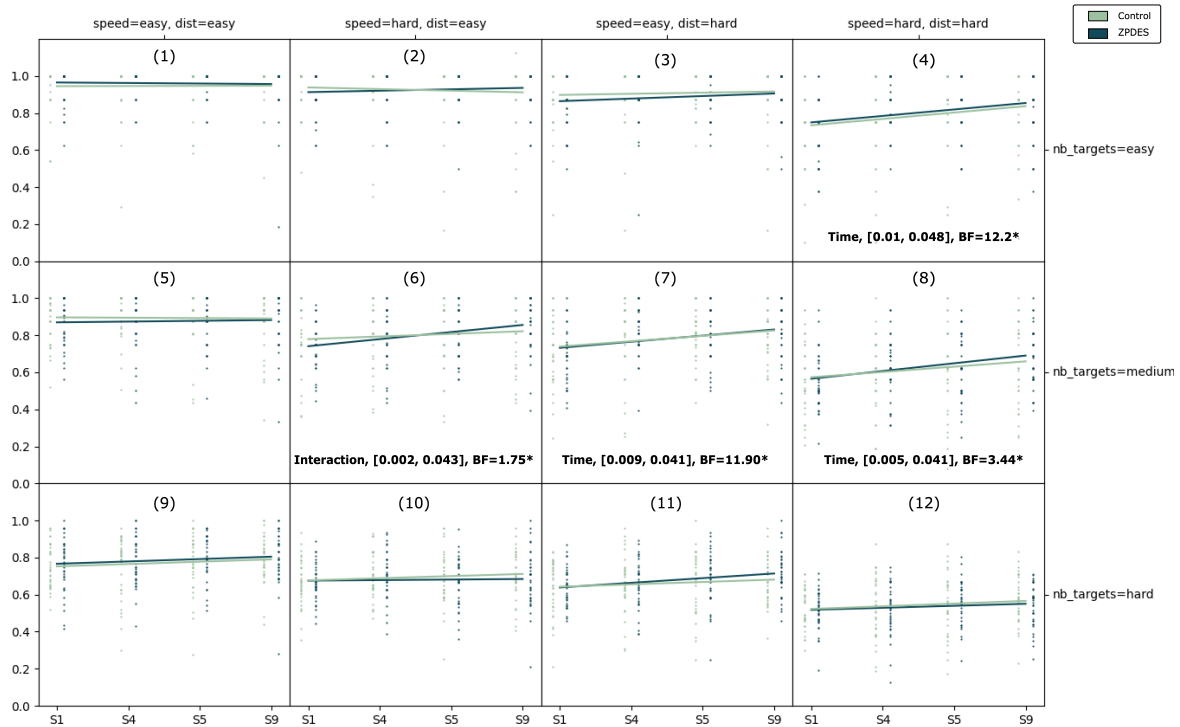 speed=easy, dist=easy
speed=hard, dist=easy
speed=easy, dist=hard
speed=hard, dist=hard
Control
ZPDES
(1)
(2)
(3)
(4)
1.0
0.8
0.6
0.4
0.2
0.0
nb_targets=easy
Time, [0.01, 0.048], BF=12.2*
(5)
(6)
(7)
(8)
1.0
0.8
0.6
0.4
0.2
0.0
nb_targets=medium
Interaction, [0.002, 0.043], BF=1.75*
Time, [0.009, 0.041], BF=11.90*
Time, [0.005, 0.041], BF=3.44*
(9)
(10)
(11)
(12)
1.0
0.8
0.6
0.4
0.2
0.0
nb_targets=hard
S1 S4 S5 S9
S1 S4 S5 S9
S1 S4 S5 S9
S1 S4 S5 S9